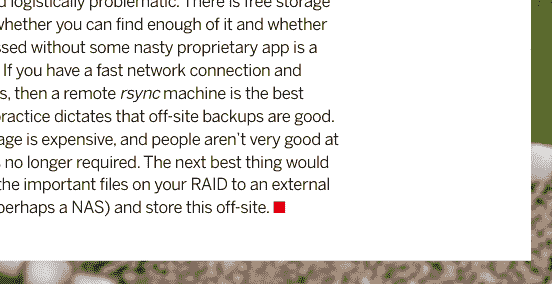 logistically problematic. There is free storage
whether you can find enough of it and whether
ssed without some nasty proprietary app is a
If you have a fast network connection and
s, then a remote rsync machine is the best
practice dictates that off-site backups are good.
age is expensive, and people aren't very good at
no longer required. The next best thing would
the important files on your RAID to an external
perhaps a NAS) and store this off-site.